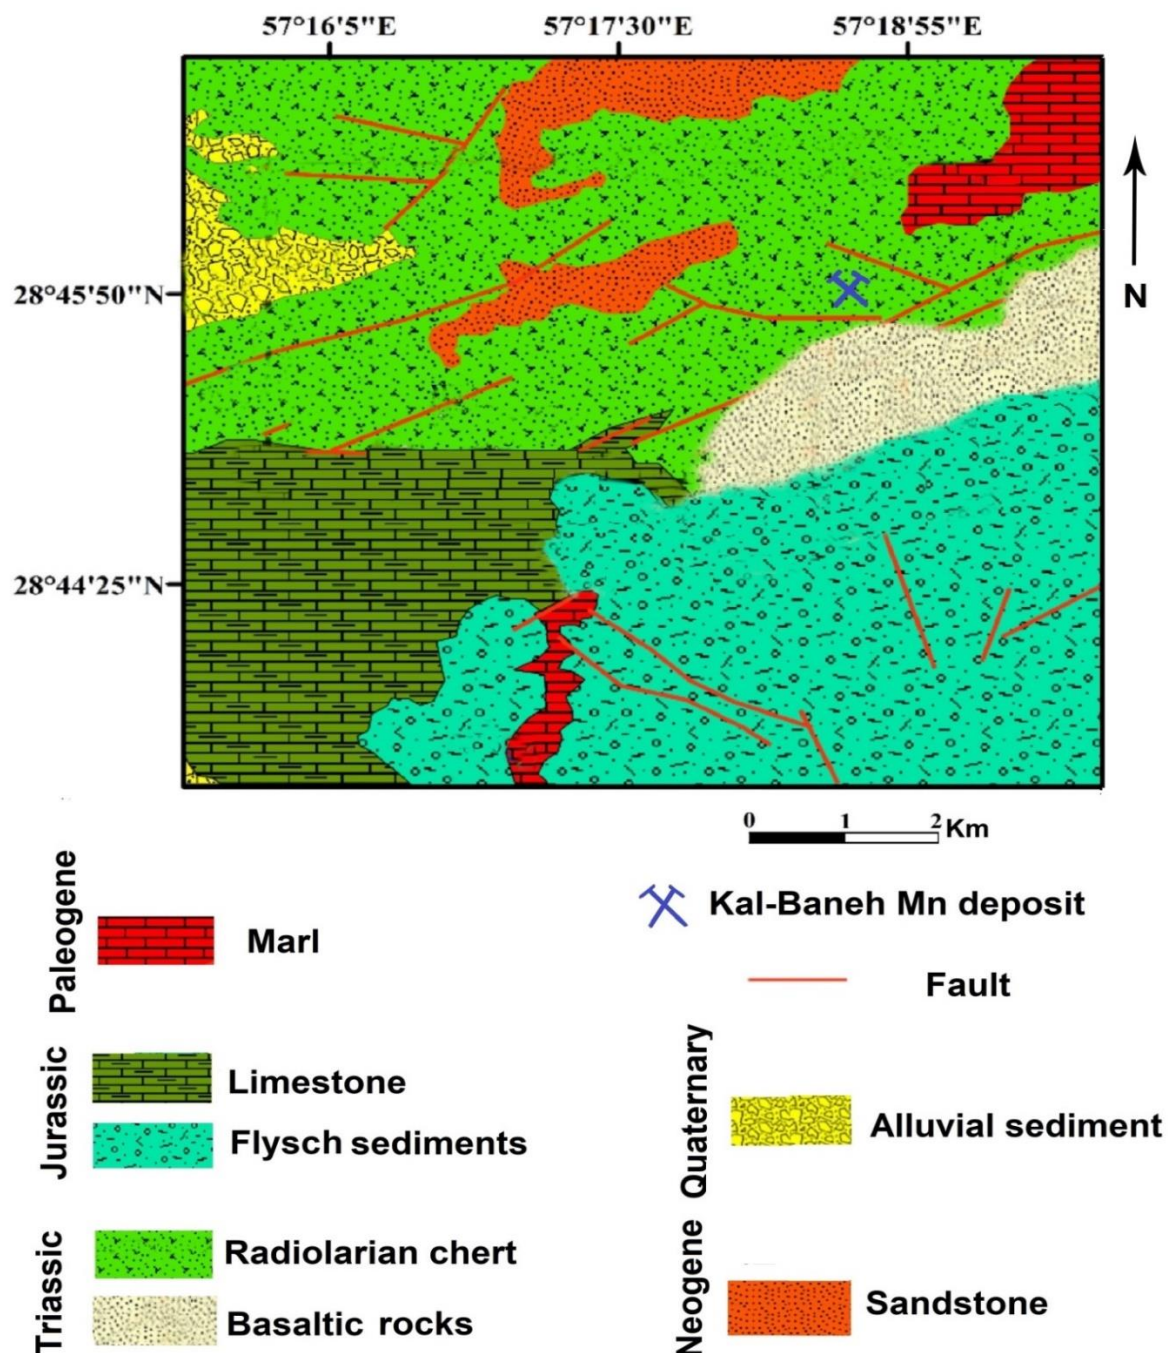 57°16'5"E 57°17'30"E 57°18'55"E
28°45'50"N
N
28°44'25"N
0 1 2 Km
Paleogene
Marl
Kal-Baneh Mn deposit
Fault
Jurassic
Limestone
Flysch sediments
Quaternary
Alluvial sediment
Triassic
Radiolarian chert
Basaltic rocks
Neogene
Sandstone